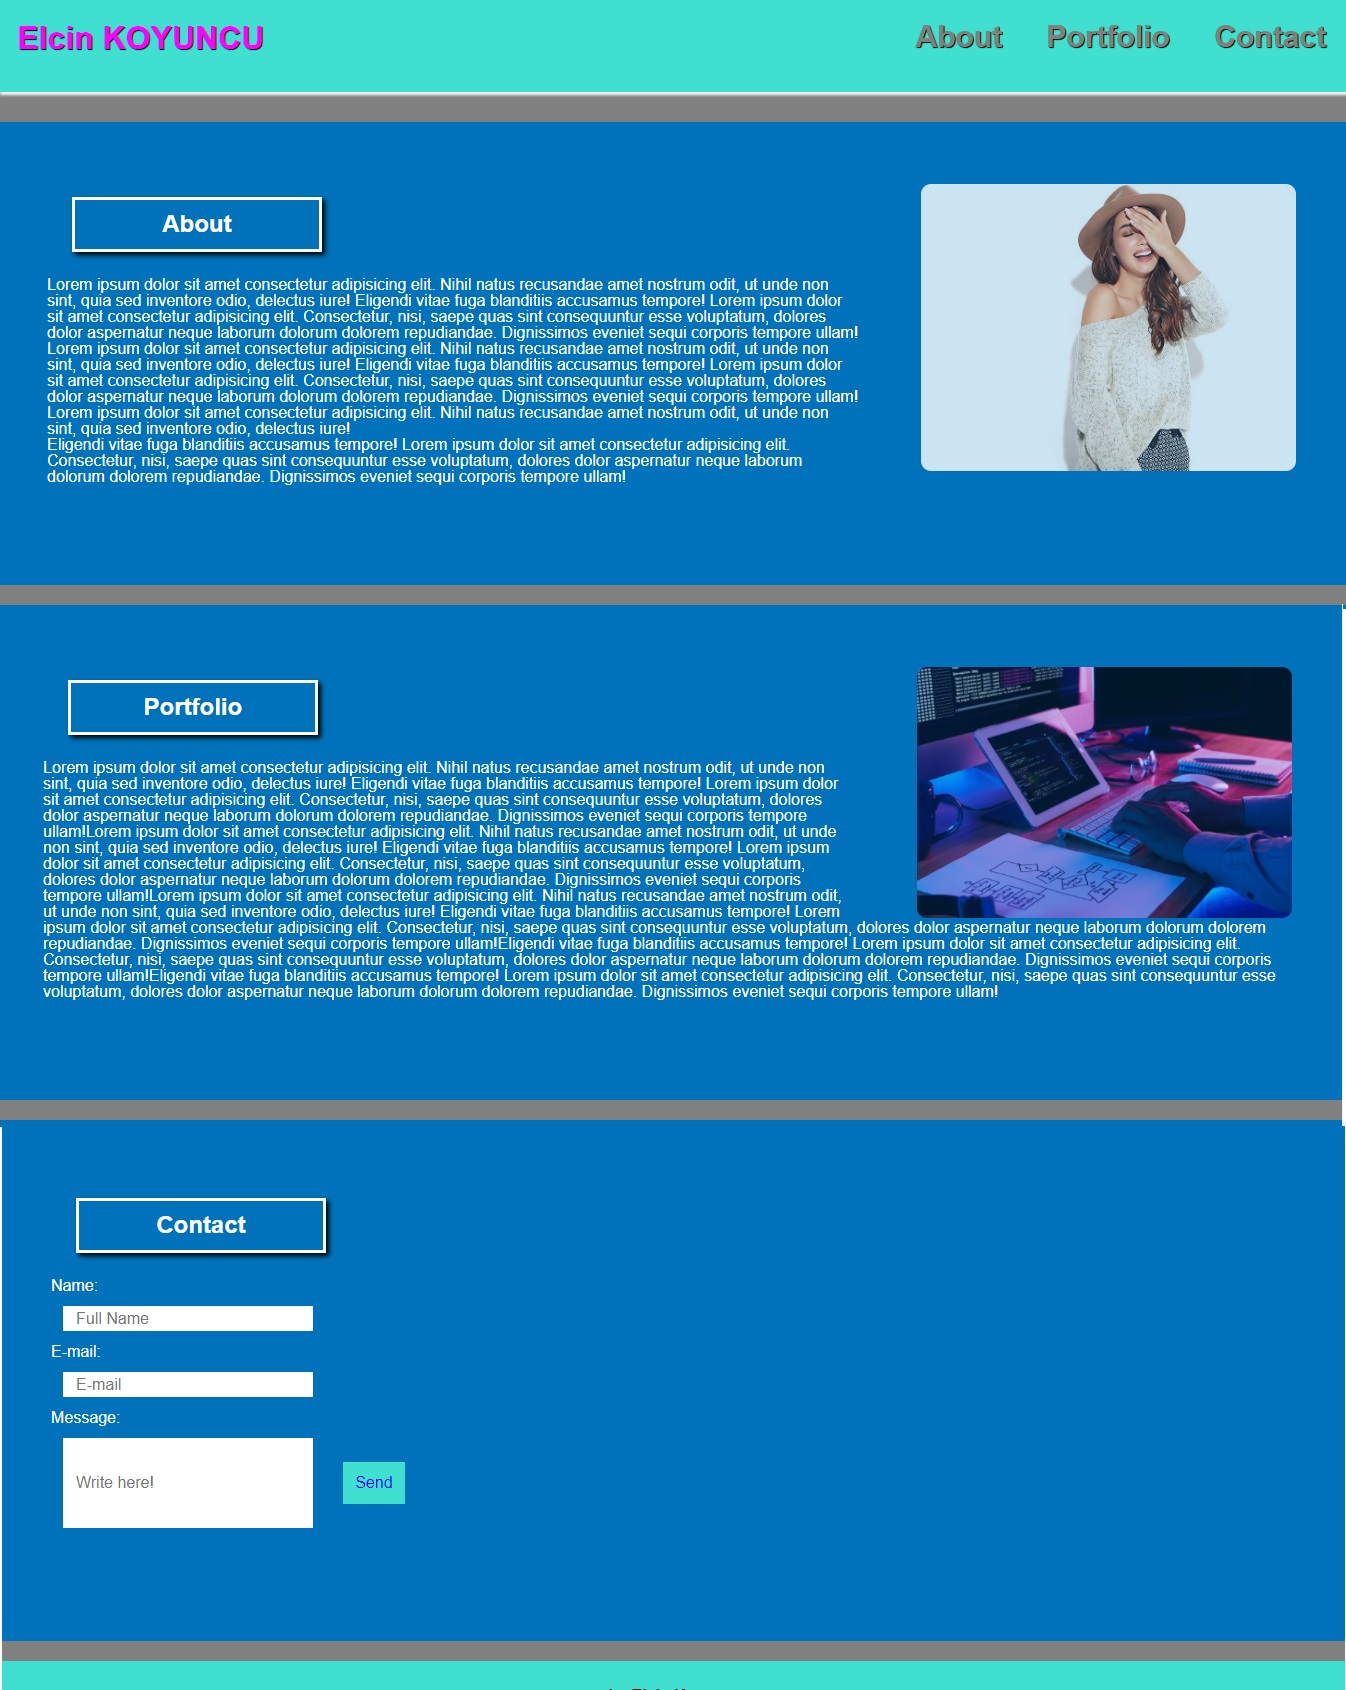 Elcin KOYUNCU
About Portfolio Contact
About
Lorem ipsum dolor sit amet consectetur adipisicing elit. Nihil natus recusandae amet nostrum odit, ut unde non
sint, quia sed inventore odio, delectus iure! Eligendi vitae fuga blanditiis accusamus tempore! Lorem ipsum dolor
sit amet consectetur adipisicing elit. Consectetur, nisi, saepe quas sint consequuntur esse voluptatum, dolores
dolor aspernatur neque laborum dolorum dolorem repudiandae. Dignissimos eveniet sequi corporis tempore ullam!
Lorem ipsum dolor sit amet consectetur adipisicing elit. Nihil natus recusandae amet nostrum odit, ut unde non
sint, quia sed inventore odio, delectus iure! Eligendi vitae fuga blanditiis accusamus tempore! Lorem ipsum dolor
sit amet consectetur adipisicing elit. Consectetur, nisi, saepe quas sint consequuntur esse voluptatum, dolores
dolor aspernatur neque laborum dolorum dolorem repudiandae. Dignissimos eveniet sequi corporis tempore ullam!
Lorem ipsum dolor sit amet consectetur adipisicing elit. Nihil natus recusandae amet nostrum odit, ut unde non
sint, quia sed inventore odio, delectus iure!
Eligendi vitae fuga blanditiis accusamus tempore! Lorem ipsum dolor sit amet consectetur adipisicing elit.
Consectetur, nisi, saepe quas sint consequuntur esse voluptatum, dolores dolor aspernatur neque laborum
dolorum dolorem repudiandae. Dignissimos eveniet sequi corporis tempore ullam!
Portfolio
Lorem ipsum dolor sit amet consectetur adipisicing elit. Nihil natus recusandae amet nostrum odit, ut unde non
sint, quia sed inventore odio, delectus iure! Eligendi vitae fuga blanditiis accusamus tempore! Lorem ipsum dolor
sit amet consectetur adipisicing elit. Consectetur, nisi, saepe quas sint consequuntur esse voluptatum, dolores
dolor aspernatur neque laborum dolorum dolorem repudiandae. Dignissimos eveniet sequi corporis tempore
ullam!Lorem ipsum dolor sit amet consectetur adipisicing elit. Nihil natus recusandae amet nostrum odit, ut unde
non sint, quia sed inventore odio, delectus iure! Eligendi vitae fuga blanditiis accusamus tempore! Lorem ipsum
dolor sit amet consectetur adipisicing elit. Consectetur, nisi, saepe quas sint consequuntur esse voluptatum,
dolores dolor aspernatur neque laborum dolorum dolorem repudiandae. Dignissimos eveniet sequi corporis
tempore ullam!Lorem ipsum dolor sit amet consectetur adipisicing elit. Nihil natus recusandae amet nostrum odit,
ut unde non sint, quia sed inventore odio, delectus iure! Eligendi vitae fuga blanditiis accusamus tempore! Lorem
ipsum dolor sit amet consectetur adipisicing elit. Consectetur, nisi, saepe quas sint consequuntur esse voluptatum, dolores dolor aspernatur neque laborum dolorum dolorem
repudiandae. Dignissimos eveniet sequi corporis tempore ullam!Eligendi vitae fuga blanditiis accusamus tempore! Lorem ipsum dolor sit amet consectetur adipisicing elit.
Consectetur, nisi, saepe quas sint consequuntur esse voluptatum, dolores dolor aspernatur neque laborum dolorum dolorem repudiandae. Dignissimos eveniet sequi corporis
tempore ullam!Eligendi vitae fuga blanditiis accusamus tempore! Lorem ipsum dolor sit amet consectetur adipisicing elit. Consectetur, nisi, saepe quas sint consequuntur esse
voluptatum, dolores dolor aspernatur neque laborum dolorum dolorem repudiandae. Dignissimos eveniet sequi corporis tempore ullam!
Contact
Name:
Full Name
E-mail:
E-mail
Message:
Write here!
Send